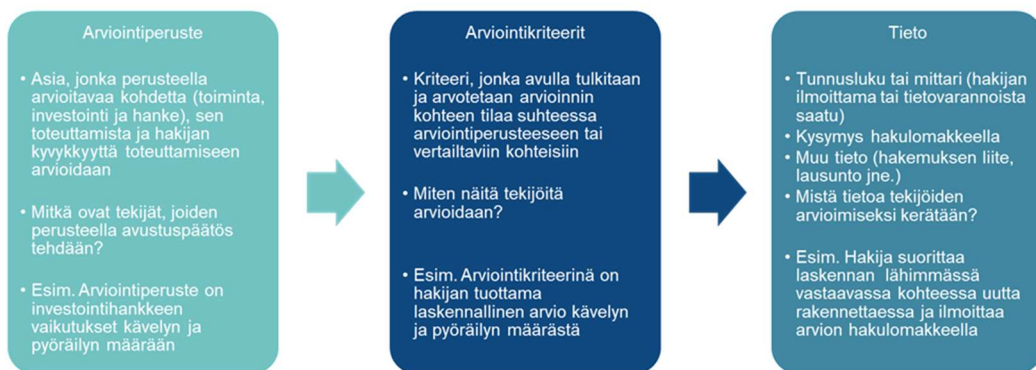 Arviointiperuste
• Asia, jonka perusteella
arvioitavaa kohdetta (toiminta,
investointi ja hanke), sen
toteuttamista ja hakijan
kyvykkyyttä toteuttamiseen
arvioidaan
• Mitkä ovat tekijät, joiden
perusteella avustuspäätös
tehdään?
• Esim. Arviointiperuste on
investointihankkeen
vaikutukset kävelyn ja
pyöräilyn määrään
Arviointikriteerit
• Kriteeri, jonka avulla tulkitaan
ja arvotetaan arvioinnin
kohteen tilaa suhteessa
arviointiperusteeseen tai
vertailtaviin kohteisiin
• Miten näitä tekijöitä
arvioidaan?
• Esim. Arviointikriteerinä on
hakijan tuottama
laskennallinen arvio kävelyn
ja pyöräilyn määrästä
Tieto
• Tunnusluku tai mittari (hakijan
ilmoittama tai tietovarannoista
saatu)
• Kysymys hakulomakkeella
• Muu tieto (hakemuksen liite,
lausunto jne.)
• Mistä tietoa tekijöiden
arvioimiseksi kerätään?
• Esim. Hakija suorittaa
laskennan lähimmässä
vastaavassa kohteessa uutta
rakennettaessa ja ilmoittaa
arvion hakulomakkeella